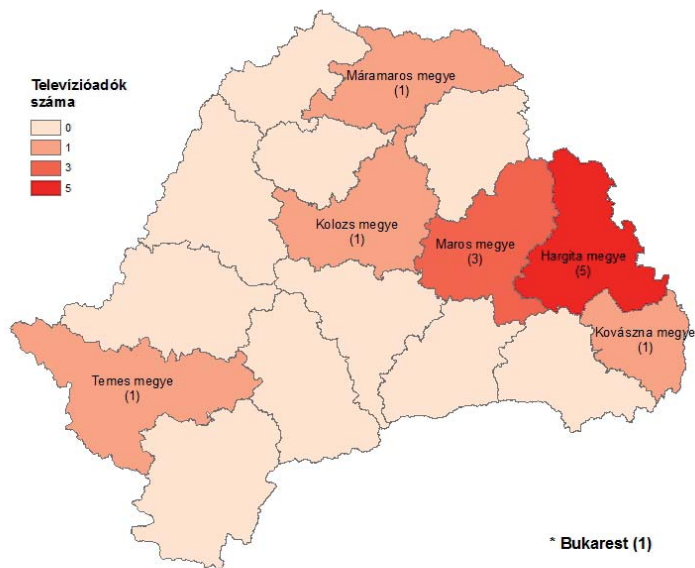 Televízióadók
száma
0
1
3
5
Máramaros megye
(1)
Kolozs megye
(1)
Maros megye
(3)
Hargita megye
(5)
Kovászna megye
(1)
Temes megye
(1)
* Bukarest (1)